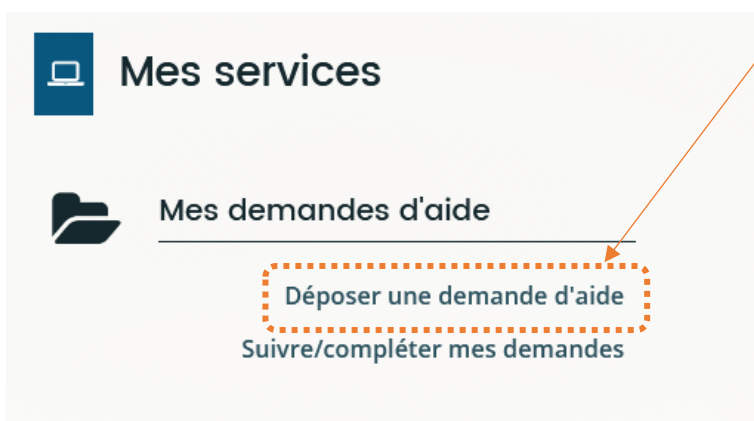 Mes services
Mes demandes d'aide
Déposer une demande d'aide
Suivre/compléter mes demandes